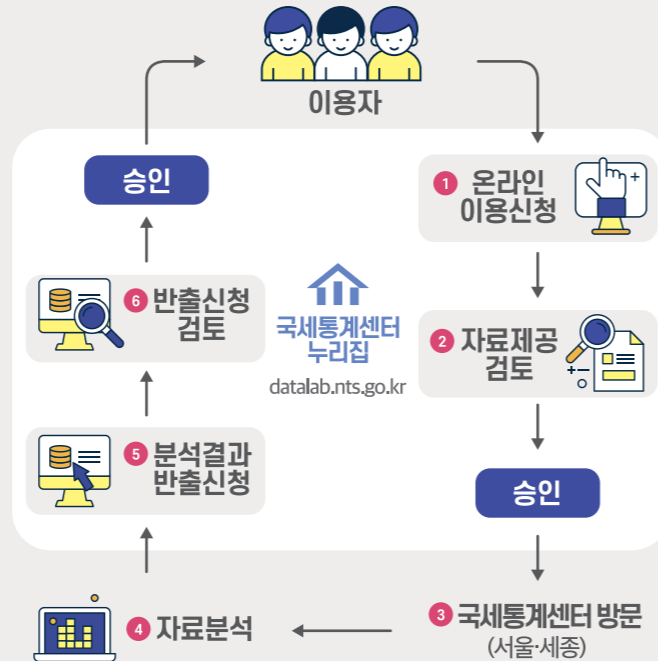 이용자
1 온라인
이용신청
2 자료제공
검토
승인
3 국세통계센터 방문
(서울·세종)
4 자료분석
5 분석결과
반출신청
6 반출신청
검토
승인
국세통계센터
누리집
datalab.nts.go.kr